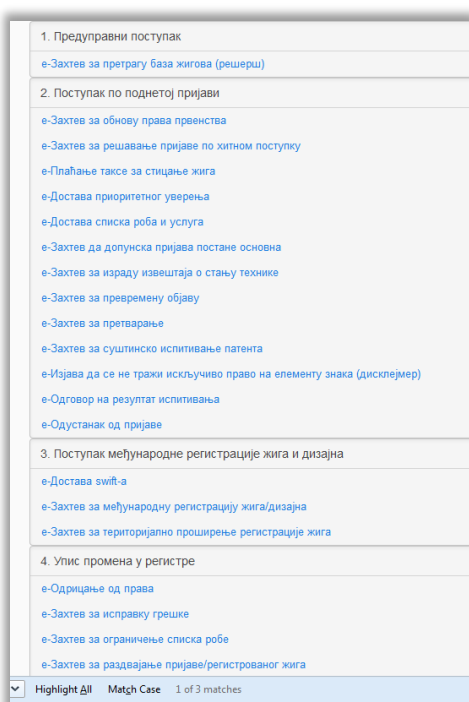 1. Предуправни поступак
е-Захтев за претрагу база жигова (решерш)
2. Поступак по поднетој пријави
е-Захтев за обнову права првенства
е-Захтев за решавање пријаве по хитном поступку
е-Плаћање таксе за стицање жига
е-Достава приоритетног уверења
е-Достава списка роба и услуга
е-Захтев да допунска пријава постане основна
е-Захтев за израду извештаја о стању технике
е-Захтев за превремену објаву
е-Захтев за претварање
е-Захтев за суштинско испитивање патента
е-Изјава да се не тражи искључиво право на елементу знака (дисклејмер)
е-Одговор на резултат испитивања
е-Одустанак од пријаве
3. Поступак међународне регистрације жига и дизајна
е-Достава swift-а
е-Захтев за међународну регистрацију жига/дизајна
е-Захтев за територијално проширење регистрације жига
4. Упис промена у регистре
е-Одрицање од права
е-Захтев за исправку грешке
е-Захтев за ограничење списка робе
е-Захтев за раздвајање пријаве/регистрованог жига
Highlight All Match Case 1 of 3 matches